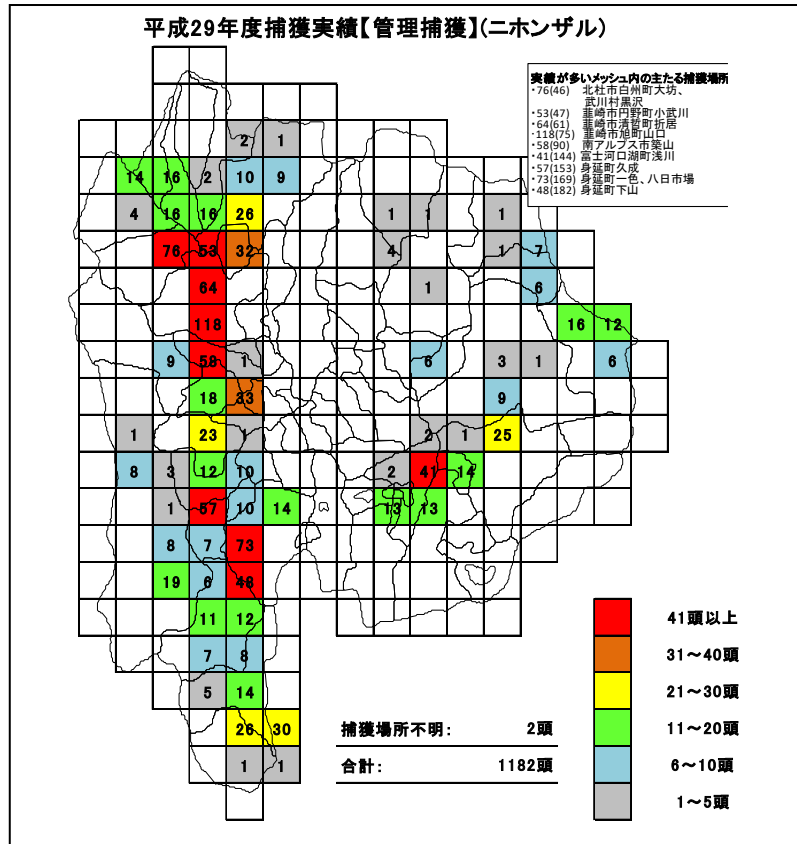 平成29年度捕獲実績【管理捕獲】(ニホンザル)
実績が多いメッシュ内の主たる捕獲場所
・76(46) 北杜市白州町大坊、
武川村黒沢
・53(47) 韮崎市円野町小武川
・64(61) 韮崎市清哲町折居
・118(75) 韮崎市旭町山口
・58(90) 南アルプス市築山
・41(144) 富士河口湖町浅川
・57(153) 身延町久成
・73(169) 身延町一色、八日市場
・48(182) 身延町下山
2 1
14 16 2 10 9
4 16 16 26 1 1 1
76 53 32 4 1 7
64 1 6
118 16 12
9 58 1 6 3 1 6
18 33 9
1 23 1 2 1 25
8 3 12 10 2 41 14
1 57 10 14 13 13
8 7 73
19 6 48
11 12
7 8
5 14
26 30
1 1
捕獲場所不明: 2頭
合計: 1182頭
41頭以上
31～40頭
21～30頭
11～20頭
6～10頭
1～5頭